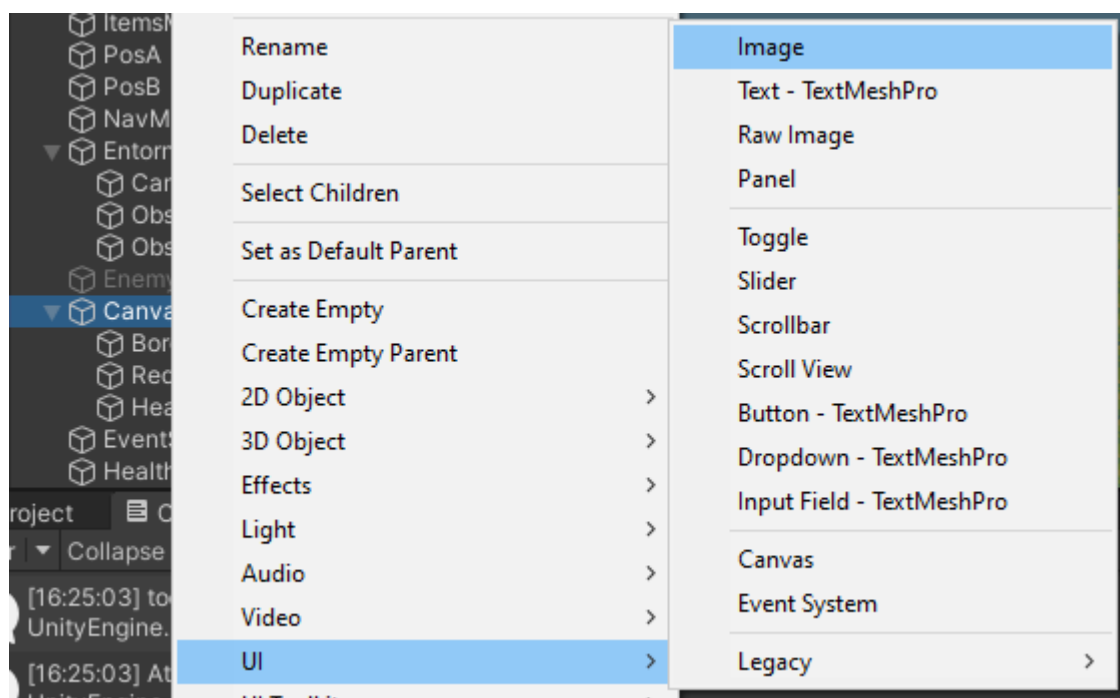 ItemsM
PosA
PosB
NavM
Entorn
Car
Obs
Obs
Enemy
Canva
Bor
Rec
Hea
EventS
Health
roject
Collapse
[16:25:03] to
UnityEngine.
[16:25:03] At
Rename
Duplicate
Delete
Select Children
Set as Default Parent
Create Empty
Create Empty Parent
2D Object
3D Object
Effects
Light
Audio
Video
UI
Image
Text - TextMeshPro
Raw Image
Panel
Toggle
Slider
Scrollbar
Scroll View
Button - TextMeshPro
Dropdown - TextMeshPro
Input Field - TextMeshPro
Canvas
Event System
Legacy